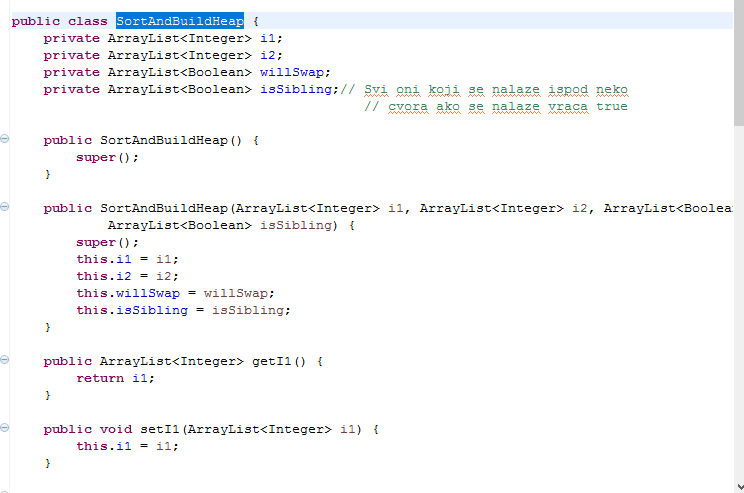 public class SortAndBuildHeap {
private ArrayList<Integer> i1;
private ArrayList<Integer> i2;
private ArrayList<Boolean> willSwap;
private ArrayList<Boolean> isSibling;// Svi oni koji se nalaze ispod neko
// cvora ako se nalaze vraca true
public SortAndBuildHeap() {
super();
}
public SortAndBuildHeap(ArrayList<Integer> i1, ArrayList<Integer> i2, ArrayList<Boolea
ArrayList<Boolean> isSibling) {
super();
this.i1 = i1;
this.i2 = i2;
this.willSwap = willSwap;
this.isSibling = isSibling;
}
public ArrayList<Integer> getI1() {
return i1;
}
public void setI1(ArrayList<Integer> i1) {
this.i1 = i1;
}